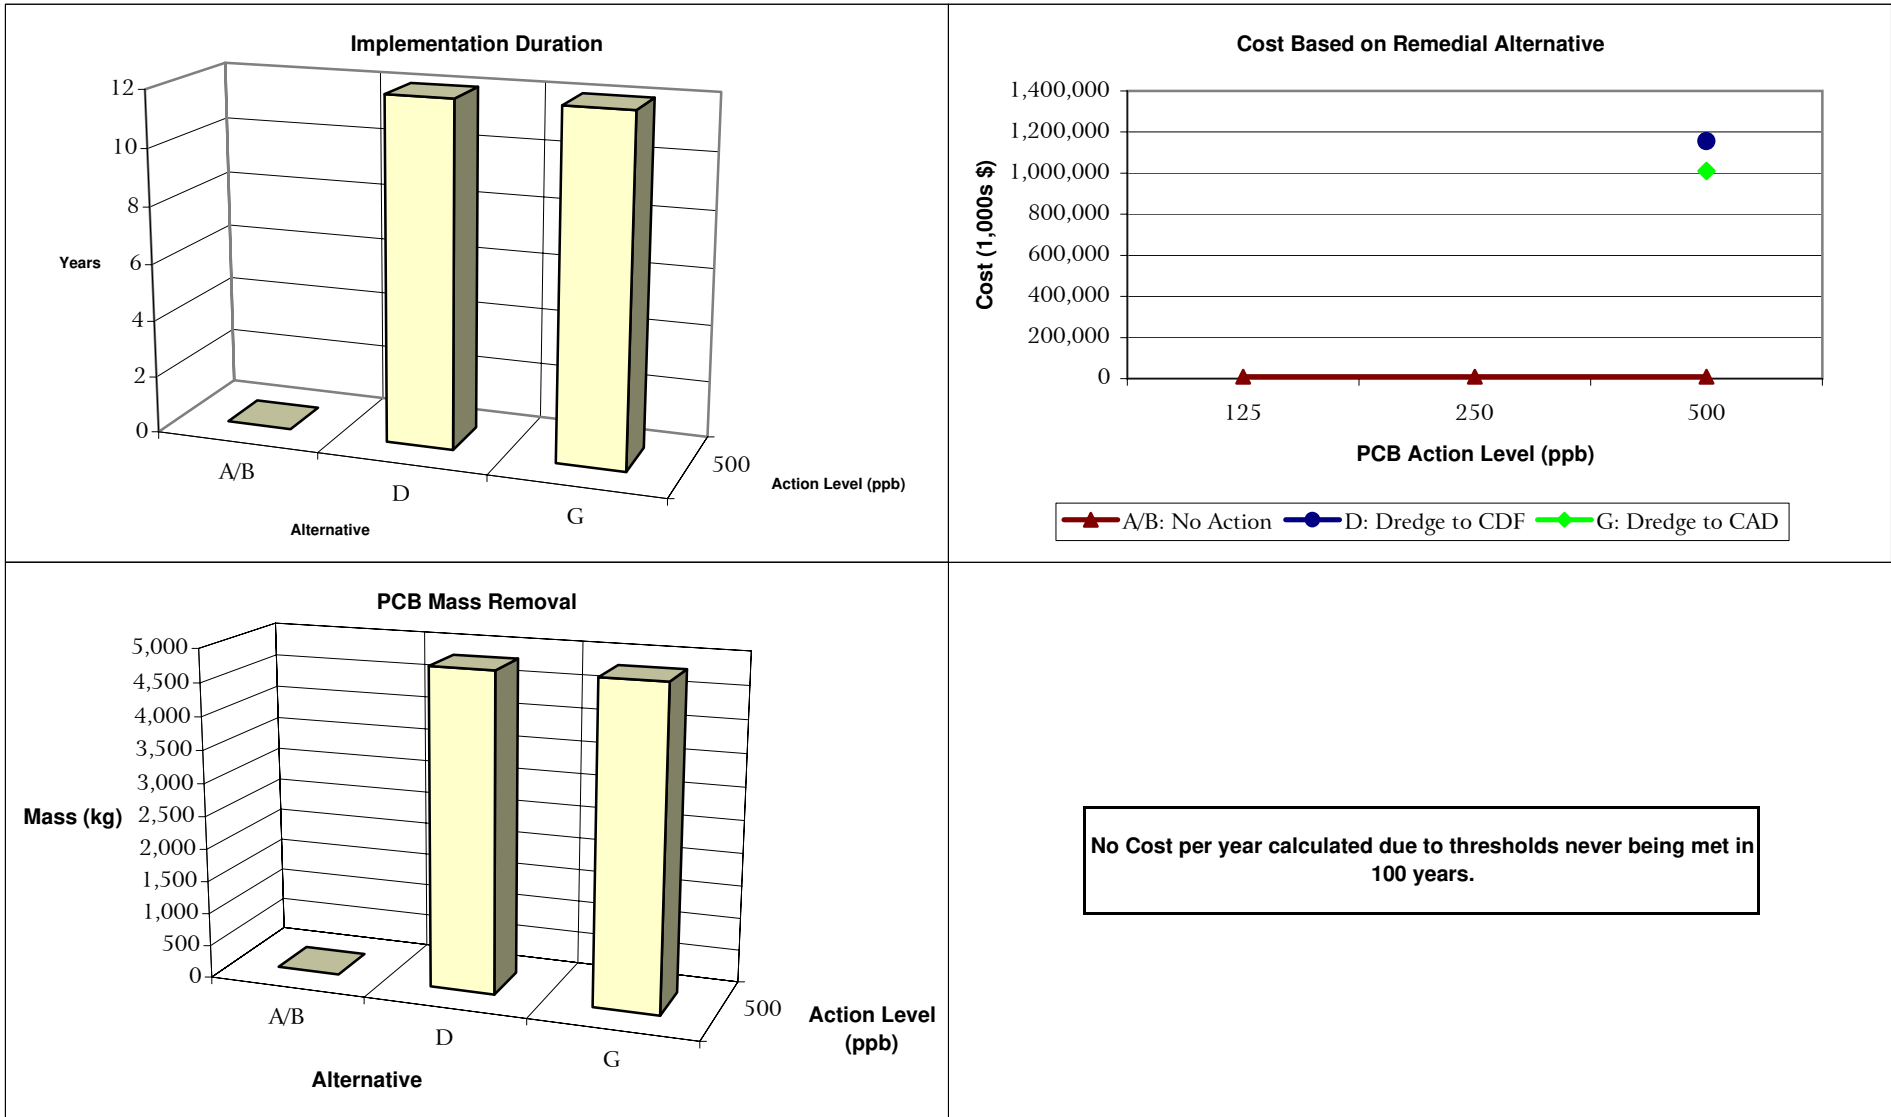 Implementation Duration
12
10
8
Years
6
4
2
0
A/B
D
G
500
Action Level (ppb)
Alternative
Cost Based on Remedial Alternative
1,400,000
1,200,000
1,000,000
800,000
600,000
400,000
200,000
0
Cost (1,000s $)
125 250 500
PCB Action Level (ppb)
A/B: No Action D: Dredge to CDF G: Dredge to CAD
PCB Mass Removal
5,000
4,500
4,000
3,500
3,000
2,500
Mass (kg)
2,000
1,500
1,000
500
0
A/B
D
G
500
Action Level
(ppb)
Alternative
No Cost per year calculated due to thresholds never being met in
100 years.